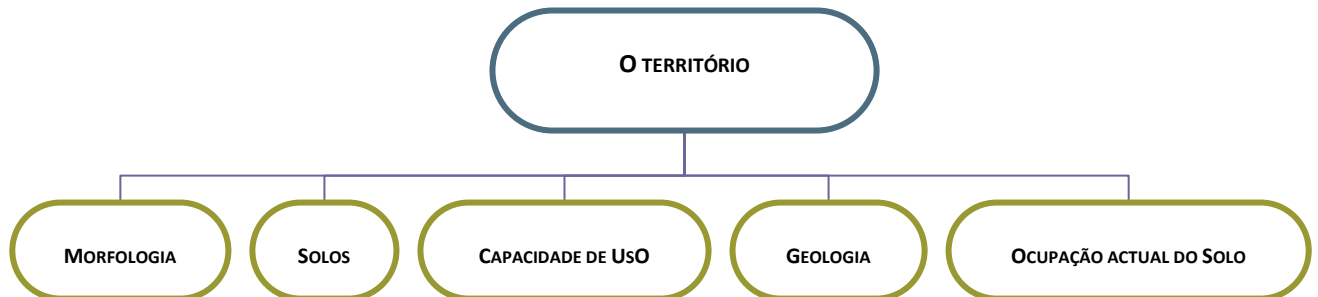 O TERRITÓRIO
MORFOLOGIA
SOLOS
CAPACIDADE DE USO
GEOLOGIA
OCUPAÇÃO ACTUAL DO SOLO